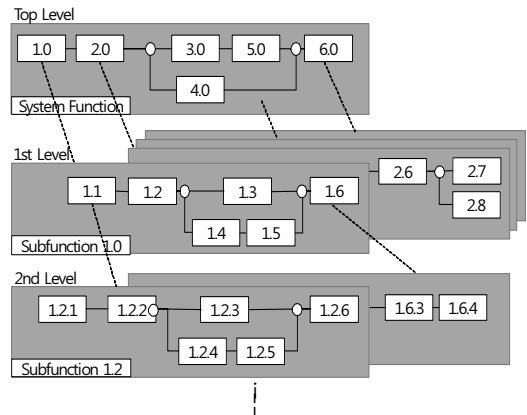 Top Level
1.0 2.0 3.0 5.0 6.0
4.0
System Function
1st Level
2.6 2.7
1.1 1.2 1.3 1.6
2.8
1.4 1.5
Subfunction 1.0
2nd Level
1.2.1 1.2.2 1.2.3 1.2.6 1.6.3 1.6.4
1.2.4 1.2.5
Subfunction 1.2